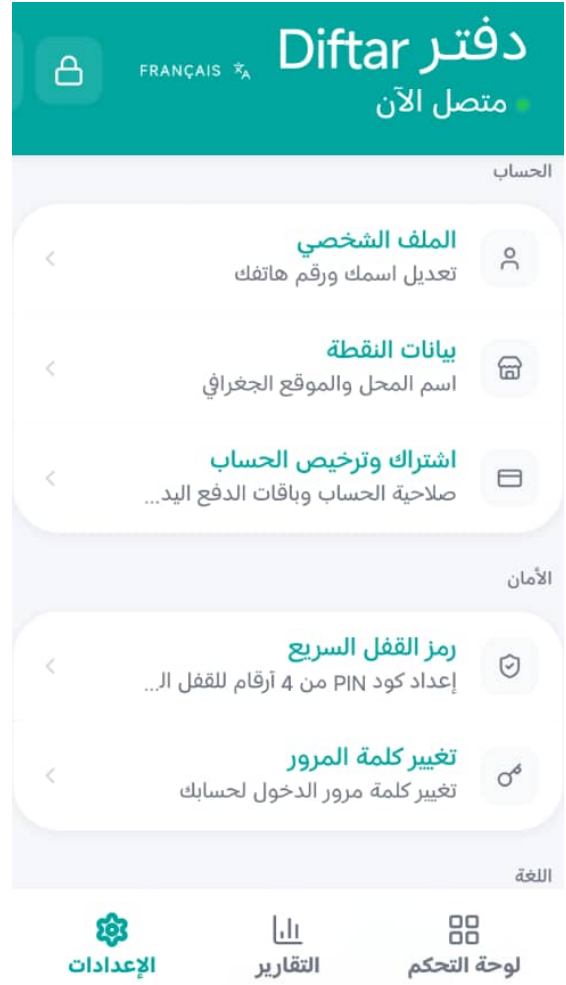 دفتر Diftar
FRANÇAIS
متصل الآن
الحساب
الملف الشخصي
تعديل اسمك ورقم هاتفك
بيانات النقطة
اسم المحل والموقع الجغرافي
اشتراك وترخيص الحساب
صلاحية الحساب وباقات الدفع اليد...
الأمان
رمز القفل السريع
إعداد كود PIN من 4 أرقام للقفل ال...
تغيير كلمة المرور
تغيير كلمة مرور الدخول لحسابك
اللغة
لوحة التحكم
التقارير
الإعدادات